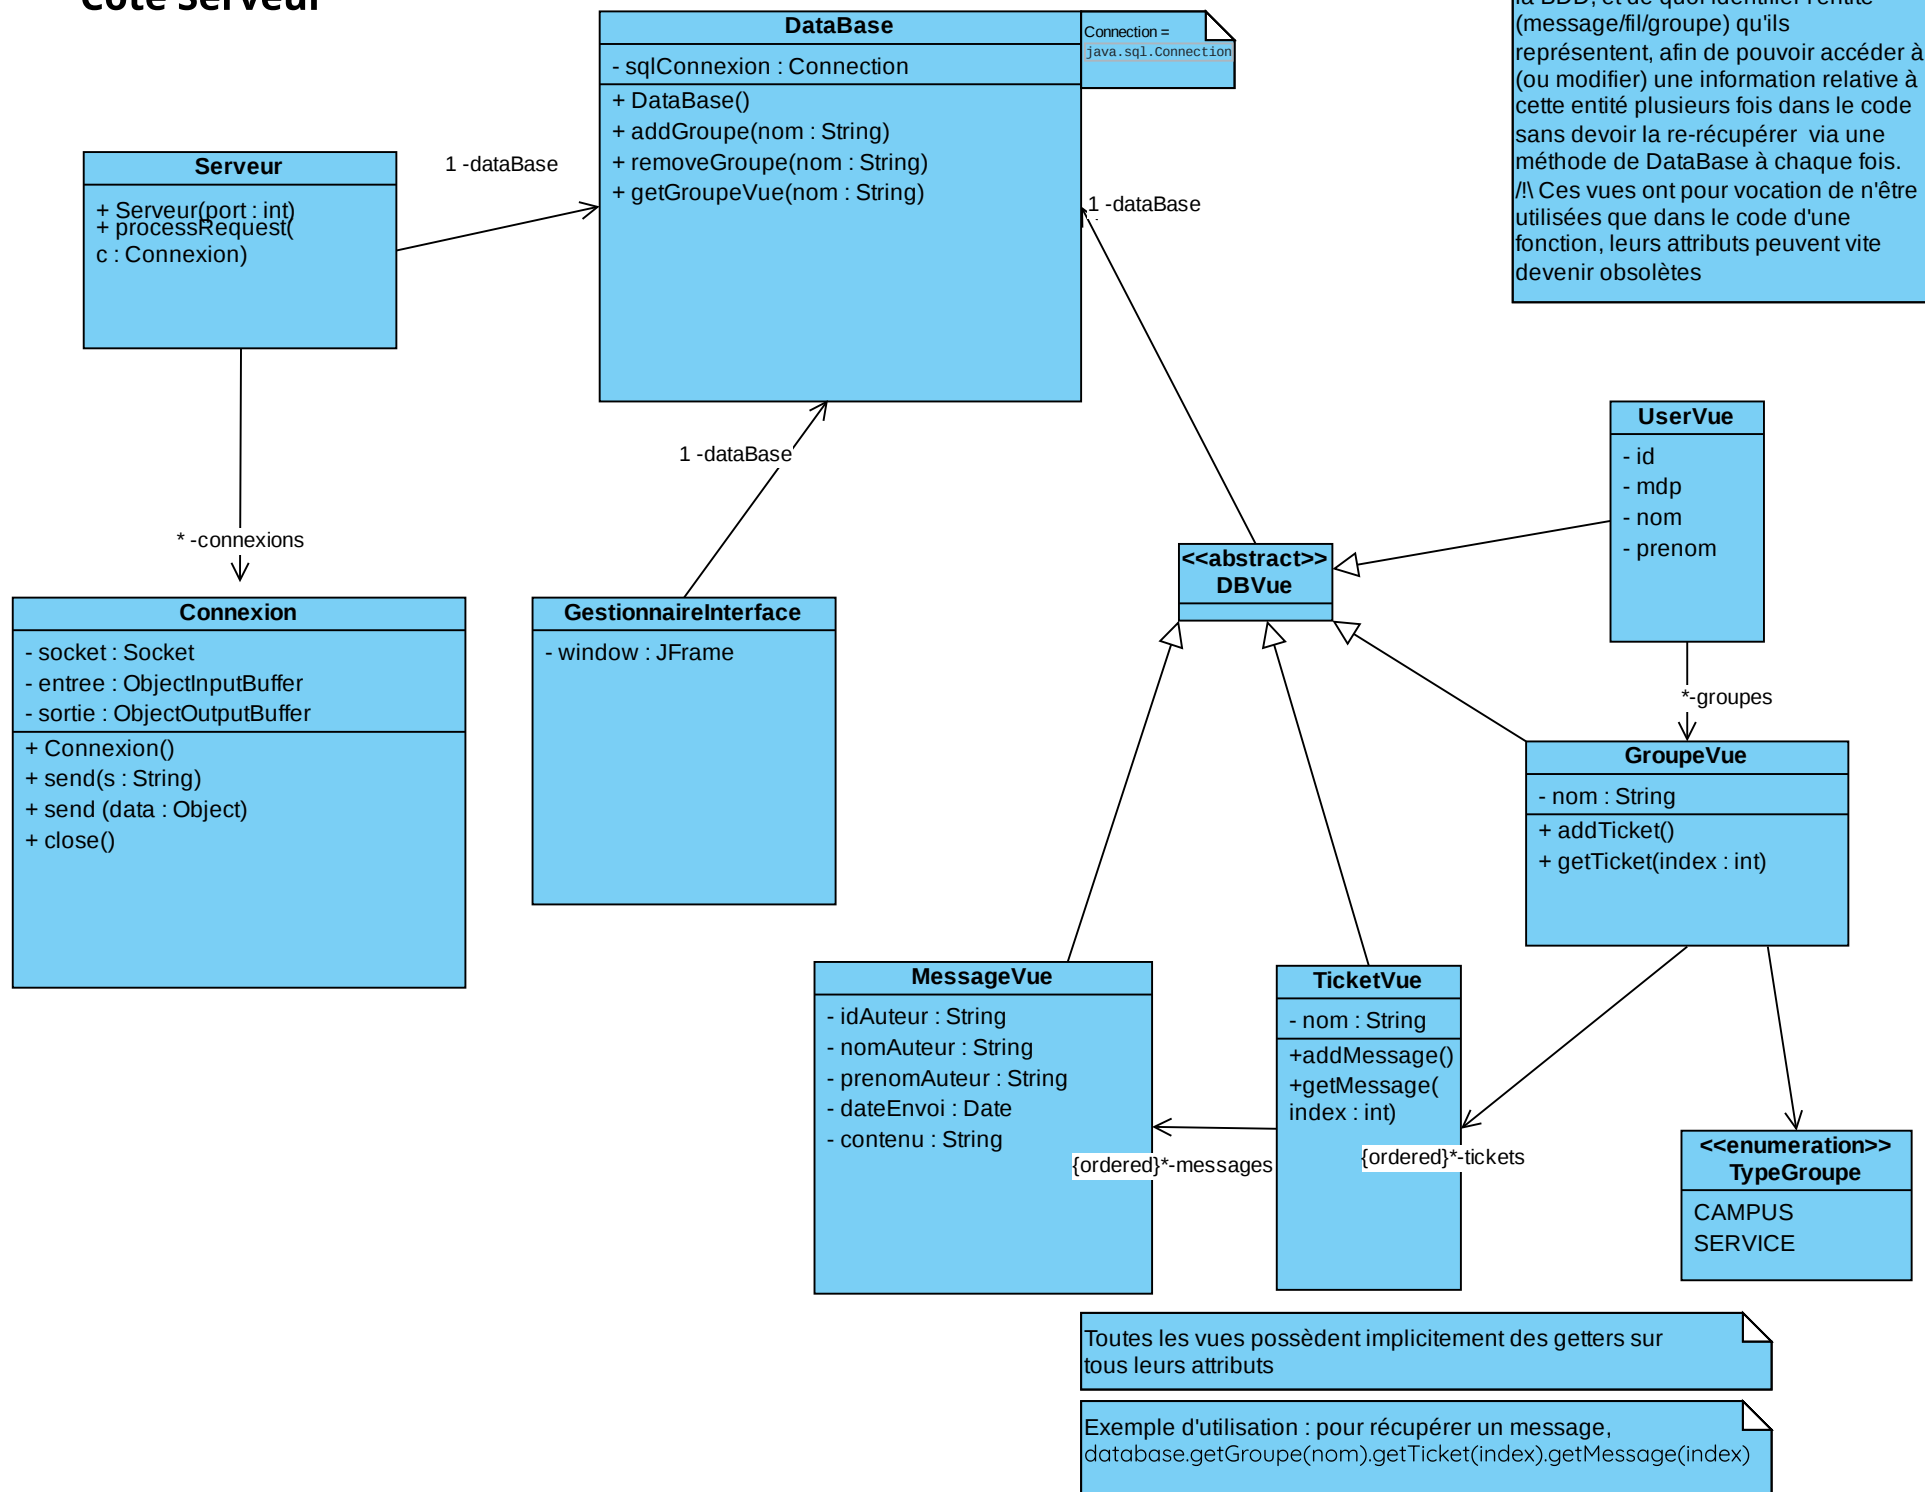 Côté Serveur
DataBase
- sqlConnexion : Connection
+ DataBase()
+ addGroupe(nom : String)
+ removeGroupe(nom : String)
+ getGroupeVue(nom : String)
Connection =
java.sql.Connection
la BDD, et de quoi identifier l'entité
(message/fil/groupe) qu'ils
représentent, afin de pouvoir accéder à
(ou modifier) une information relative à
cette entité plusieurs fois dans le code
sans devoir la re-récupérer  via une
méthode de DataBase à chaque fois.
/!\ Ces vues ont pour vocation de n'être
utilisées que dans le code d'une
fonction, leurs attributs peuvent vite
devenir obsolètes
Serveur
+ Serveur(port : int)
+ processRequest(
c : Connexion)
1 -dataBase
1 -dataBase
1 -dataBase
* -connexions
UserVue
- id
- mdp
- nom
- prenom
<<abstract>>
DBVue
Connexion
- socket : Socket
- entree : ObjectInputBuffer
- sortie : ObjectOutputBuffer
+ Connexion()
+ send(s : String)
+ send (data : Object)
+ close()
GestionnaireInterface
- window : JFrame
*-groupes
GroupeVue
- nom : String
+ addTicket()
+ getTicket(index : int)
MessageVue
- idAuteur : String
- nomAuteur : String
- prenomAuteur : String
- dateEnvoi : Date
- contenu : String
TicketVue
- nom : String
+addMessage()
+getMessage(
index : int)
{ordered}*-messages
{ordered}*-tickets
<<enumeration>>
TypeGroupe
CAMPUS
SERVICE
Toutes les vues possèdent implicitement des getters sur
tous leurs attributs
Exemple d'utilisation : pour récupérer un message,
database.getGroupe(nom).getTicket(index).getMessage(index)